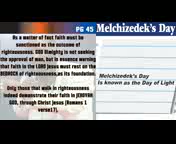 PG 45
Melchizedek's Day
As a matter of fact faith must
be sanctioned as the outcome of
righteousness. GOD Almighty is not seeking
the approval of man, but in essence warning
that faith in the LORD Jesus must rest on the
BEDROCK of righteousness,as its foundation.
Only those that walk in righteousness
indeed demonstrate their faith in JEHOVAH
GOD, through Christ Jesus (Romans 1
verse17).
Melchizedek's Day
Is known as the Day of Light